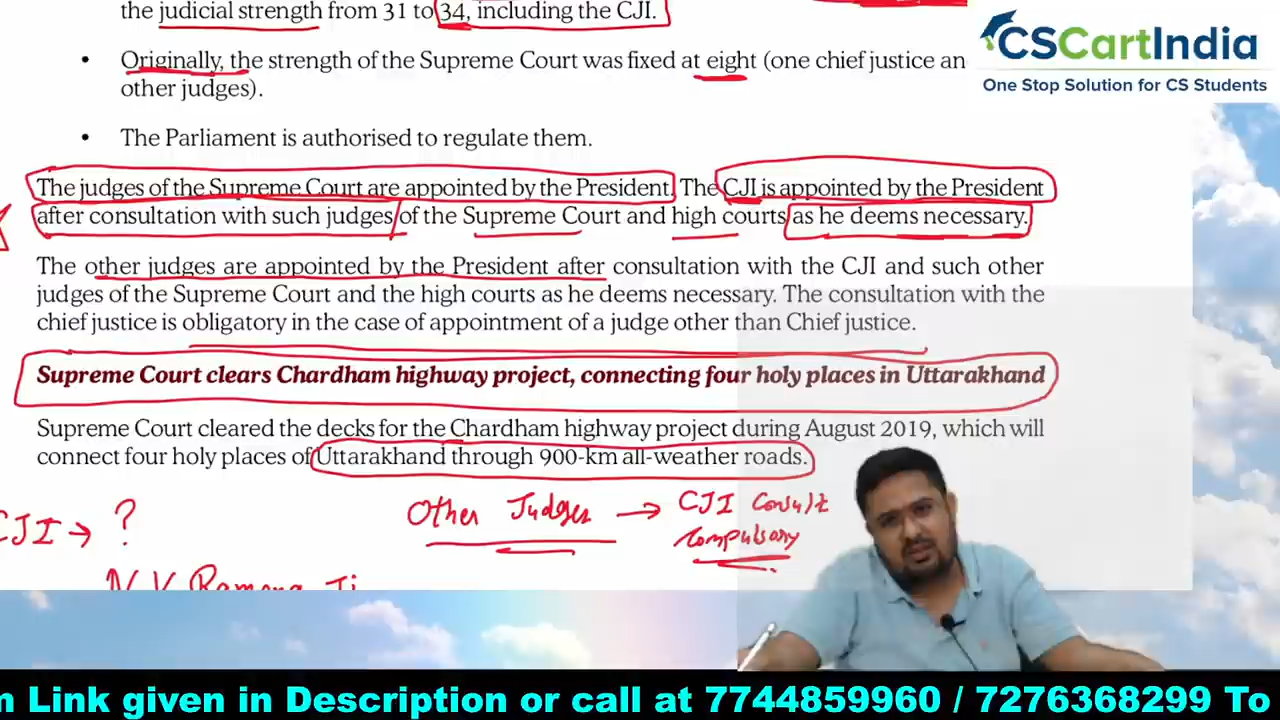 the judicial strength from 31 to 34, including the CJI.
• Originally, the strength of the Supreme Court was fixed at eight (one chief justice an
other judges).
• The Parliament is authorised to regulate them.
The judges of the Supreme Court are appointed by the President. The CJI is appointed by the President
after consultation with such judges of the Supreme Court and high courts as he deems necessary.
The other judges are appointed by the President after consultation with the CJI and such other
judges of the Supreme Court and the high courts as he deems necessary. The consultation with the
chief justice is obligatory in the case of appointment of a judge other than Chief justice.
Supreme Court clears Chardham highway project, connecting four holy places in Uttarakhand
Supreme Court cleared the decks for the Chardham highway project during August 2019, which will
connect four holy places of Uttarakhand through 900-km all-weather roads.
CJI → ?
Other Judges → CJI Consult
Compulsory
N.V. Ramana Ji
CSCartIndia
One Stop Solution for CS Students
m Link given in Description or call at 7744859960 / 7276368299 To